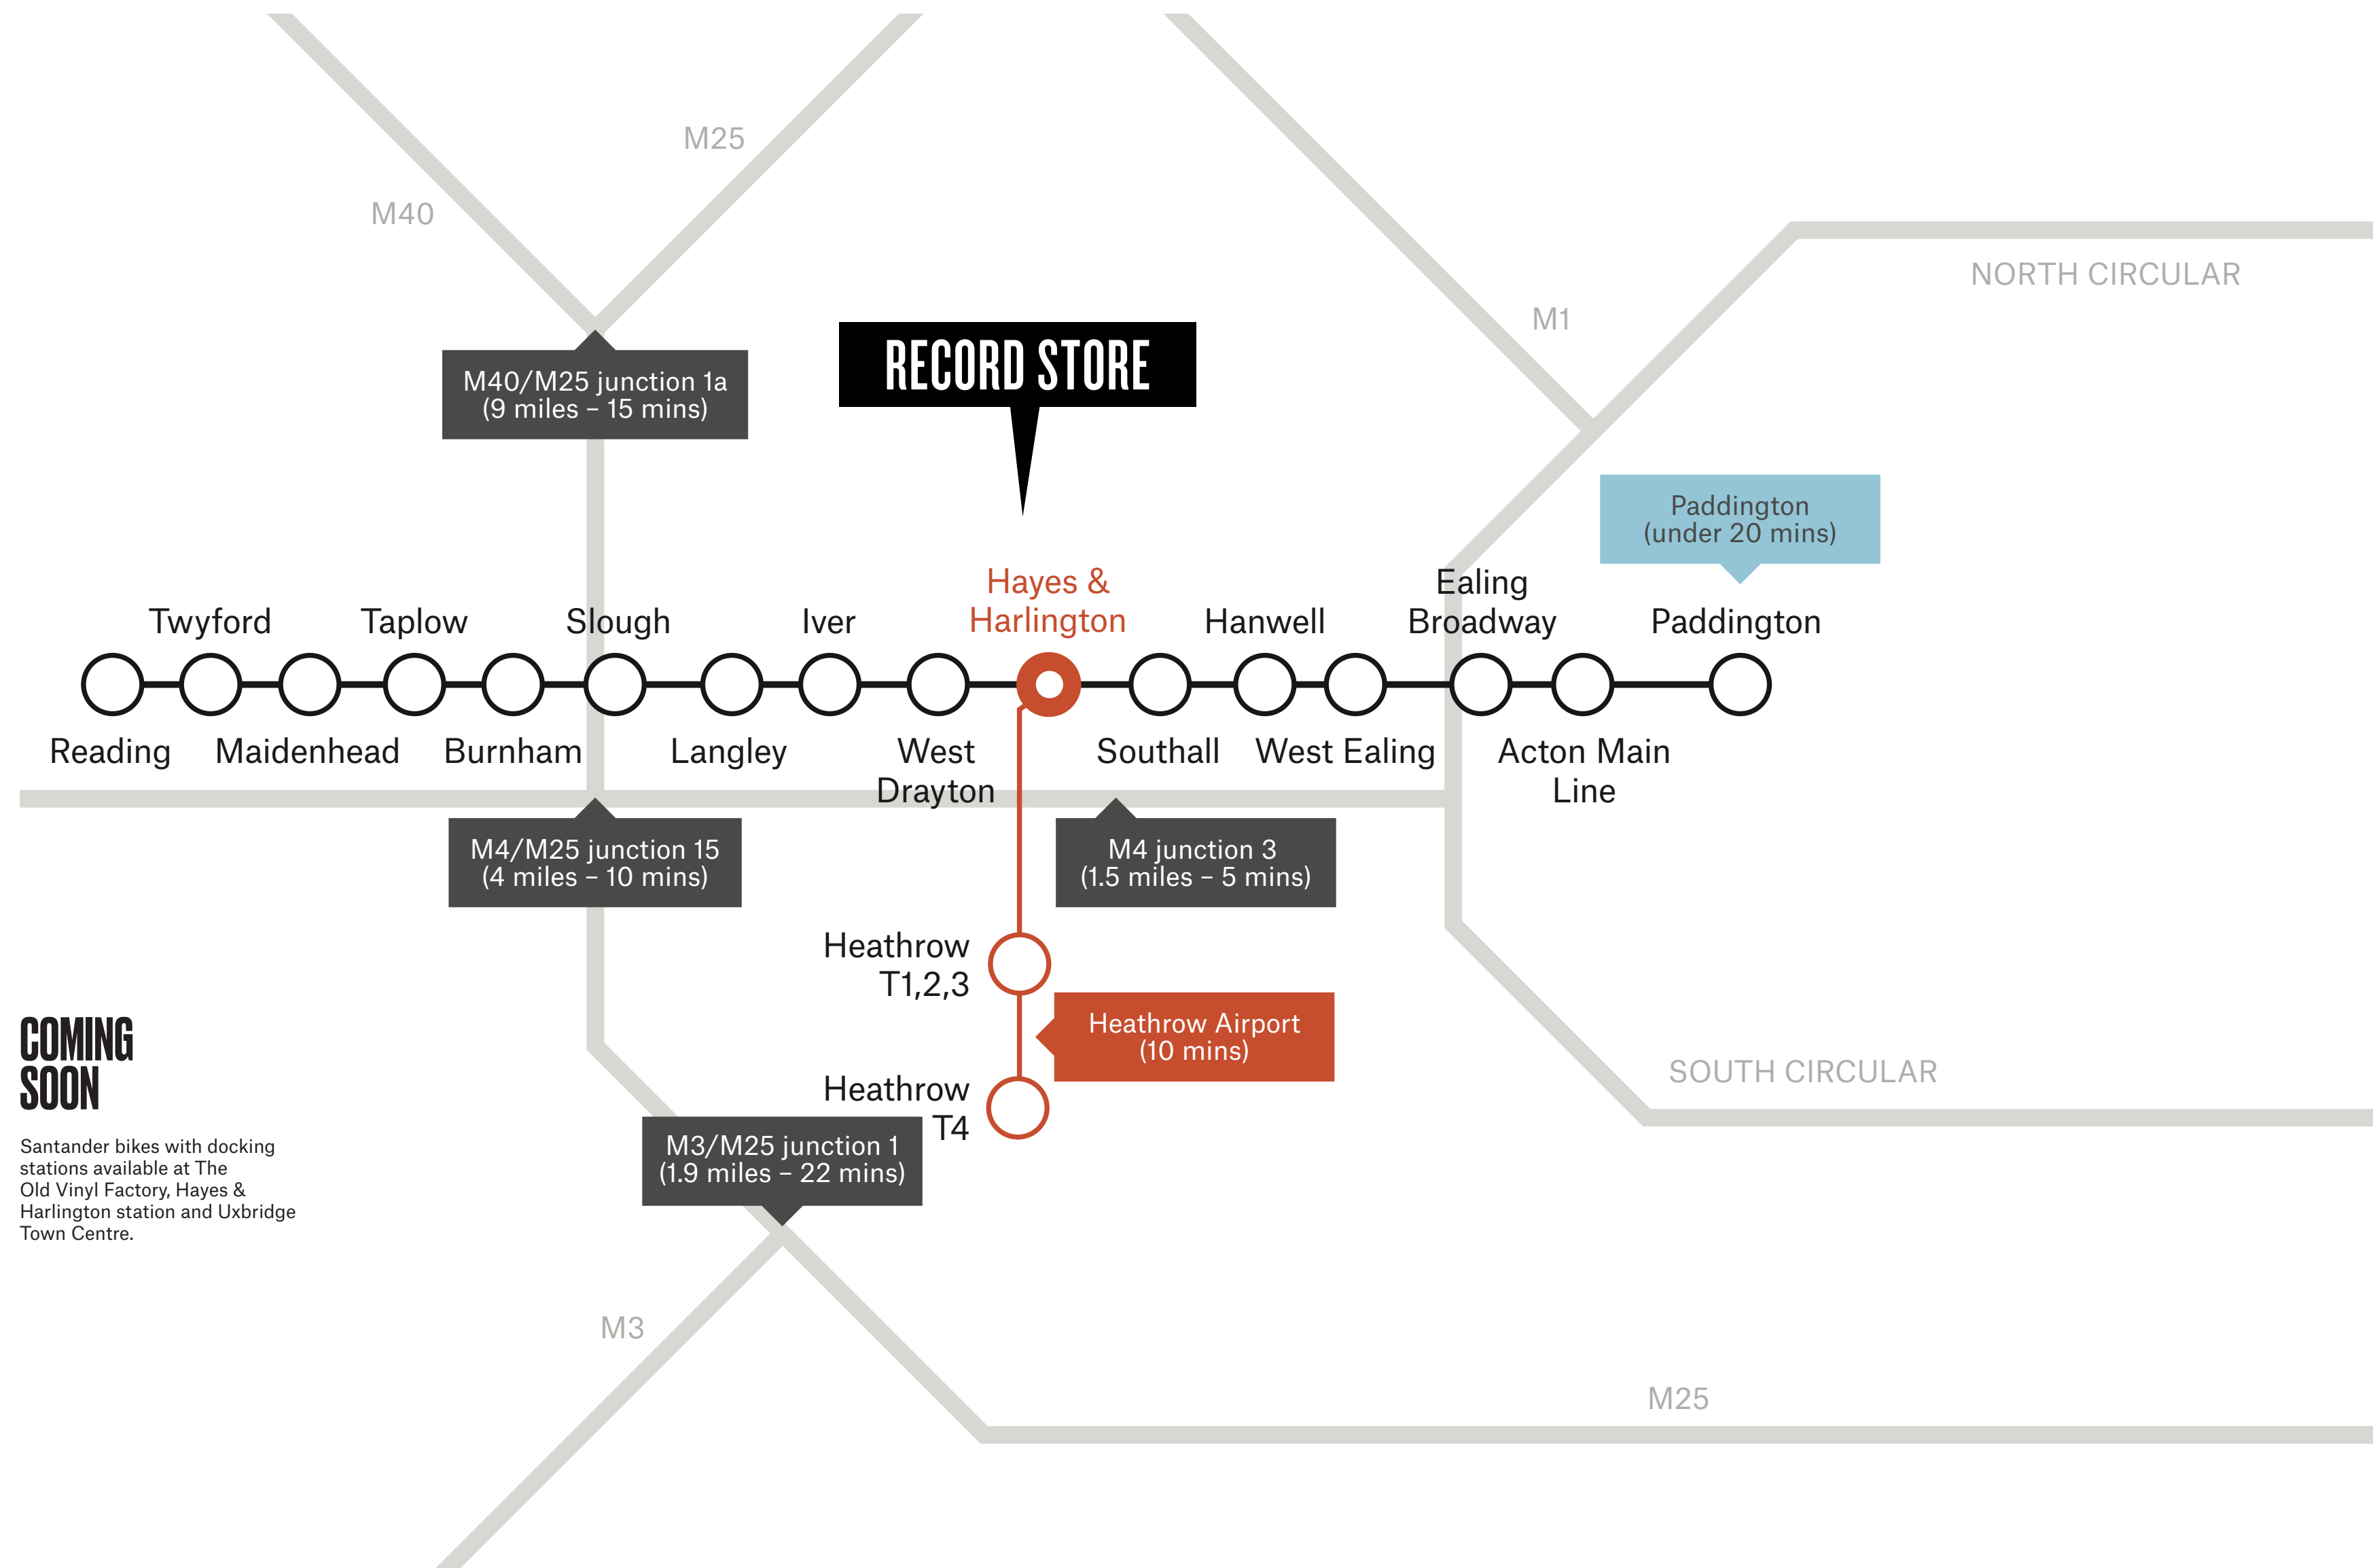 M25
M40
NORTH CIRCULAR
M1
RECORD STORE
M40/M25 junction 1a
(9 miles – 15 mins)
Paddington
(under 20 mins)
Hayes &
Harlington
Ealing
Broadway
Twyford
Taplow
Slough
Iver
Hanwell
Paddington
Reading
Maidenhead
Burnham
Langley
West
Drayton
Southall
West Ealing
Acton Main
Line
M4/M25 junction 15
(4 miles – 10 mins)
M4 junction 3
(1.5 miles – 5 mins)
Heathrow
T1,2,3
Heathrow Airport
(10 mins)
Heathrow
T4
SOUTH CIRCULAR
M3/M25 junction 1
(1.9 miles – 22 mins)
COMING
SOON
Santander bikes with docking
stations available at The
Old Vinyl Factory, Hayes &
Harlington station and Uxbridge
Town Centre.
M3
M25